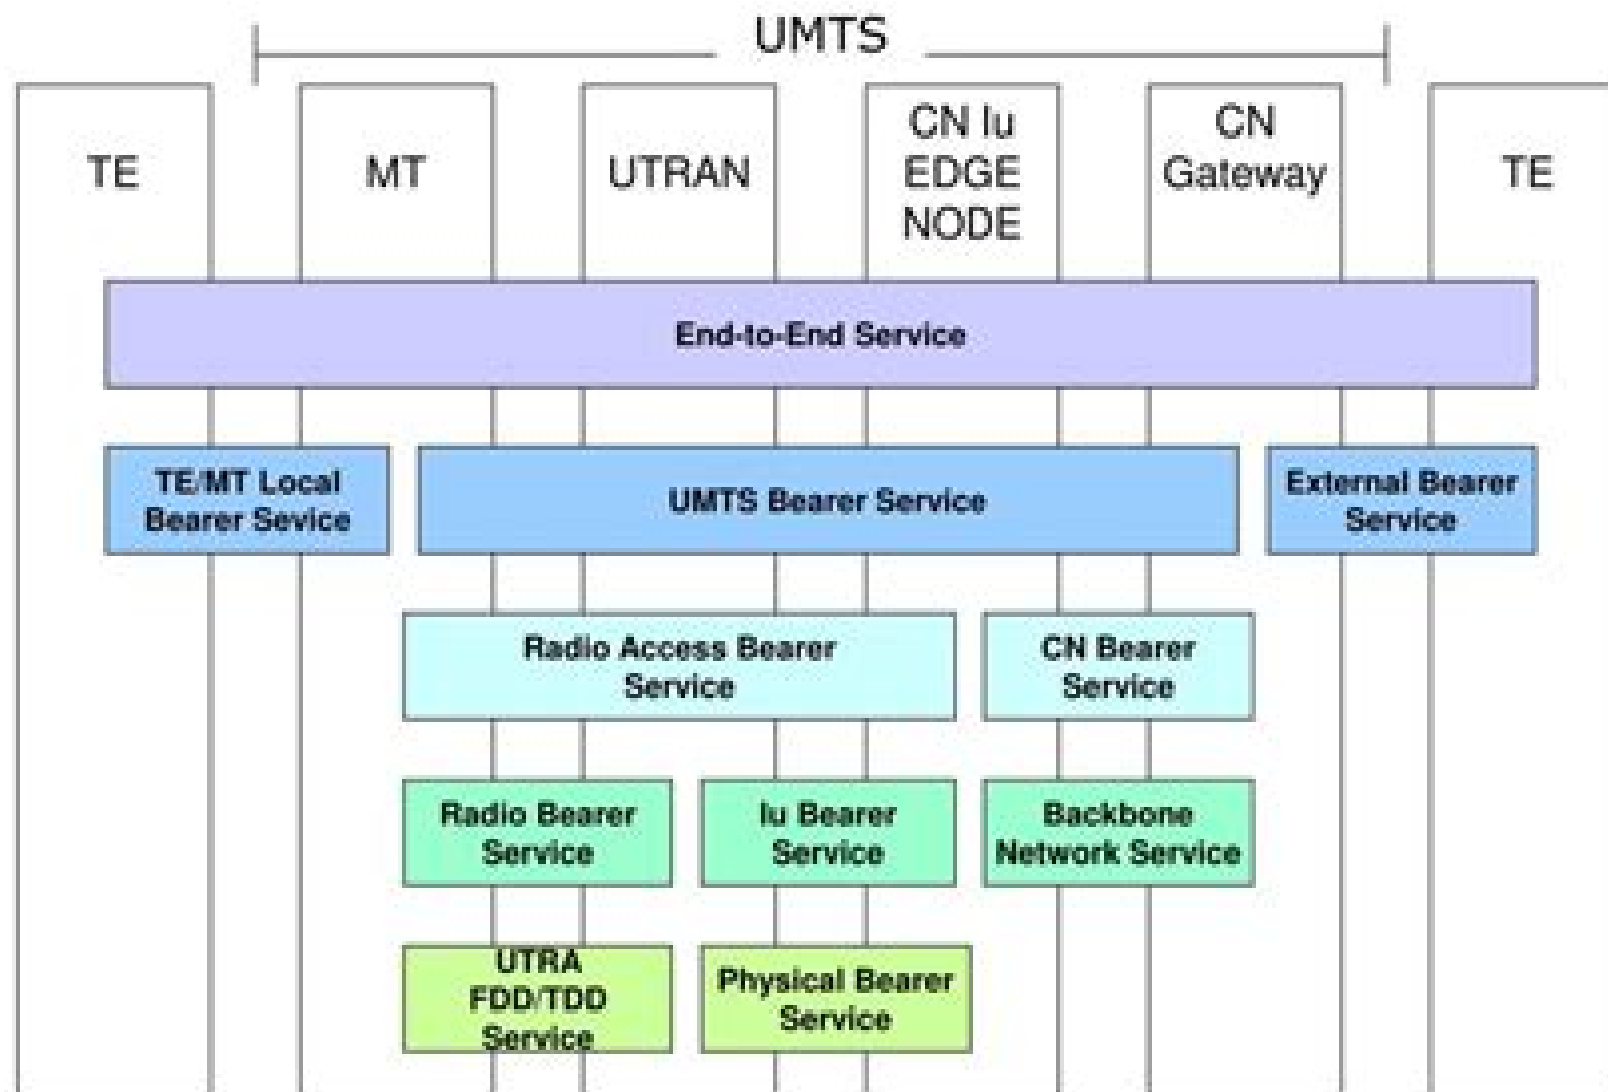 UMTS
TE
MT
UTRAN
CN Iu
EDGE
NODE
CN
Gateway
TE
End-to-End Service
TE/MT Local
Bearer Sevice
UMTS Bearer Service
External Bearer
Service
Radio Access Bearer
Service
CN Bearer
Service
Radio Bearer
Service
Iu Bearer
Service
Backbone
Network Service
UTRA
FDD/TDD
Service
Physical Bearer
Service